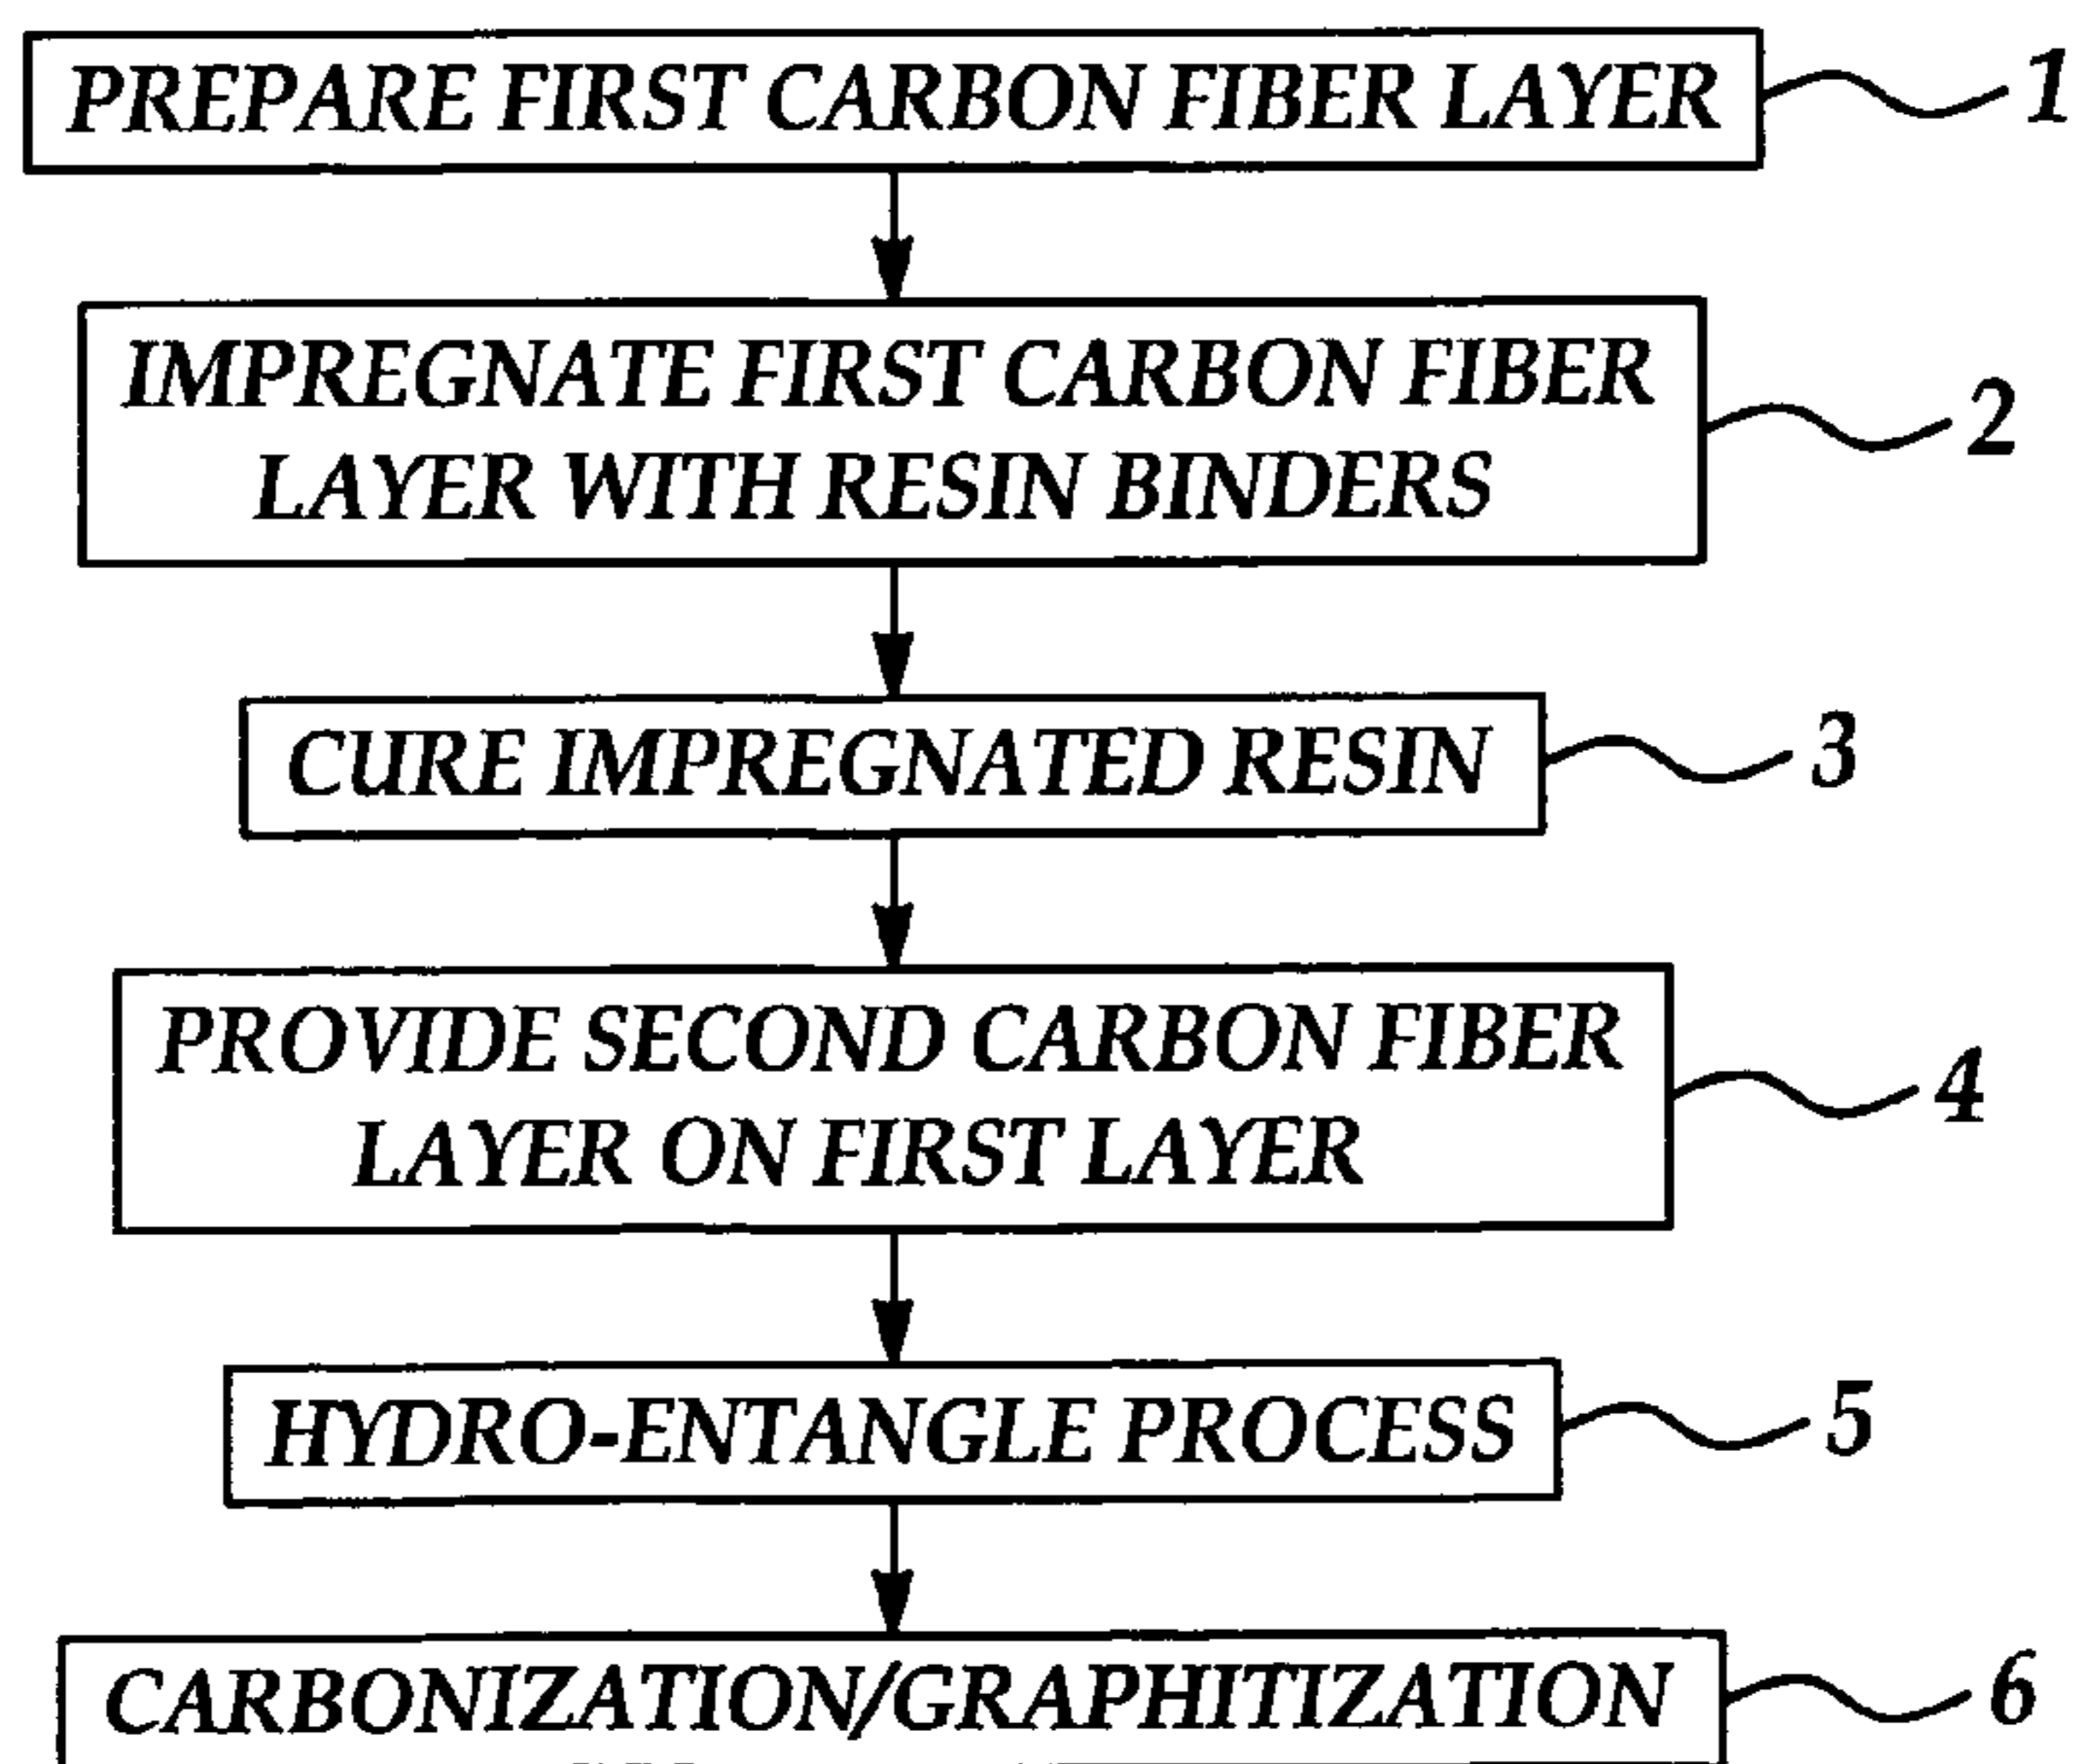 PREPARE FIRST CARBON FIBER LAYER 1
IMPREGNATE FIRST CARBON FIBER
LAYER WITH RESIN BINDERS
2
CURE IMPREGNATED RESIN 3
PROVIDE SECOND CARBON FIBER
LAYER ON FIRST LAYER
4
HYDRO-ENTANGLE PROCESS 5
CARBONIZATION/GRAPHITIZATION 6